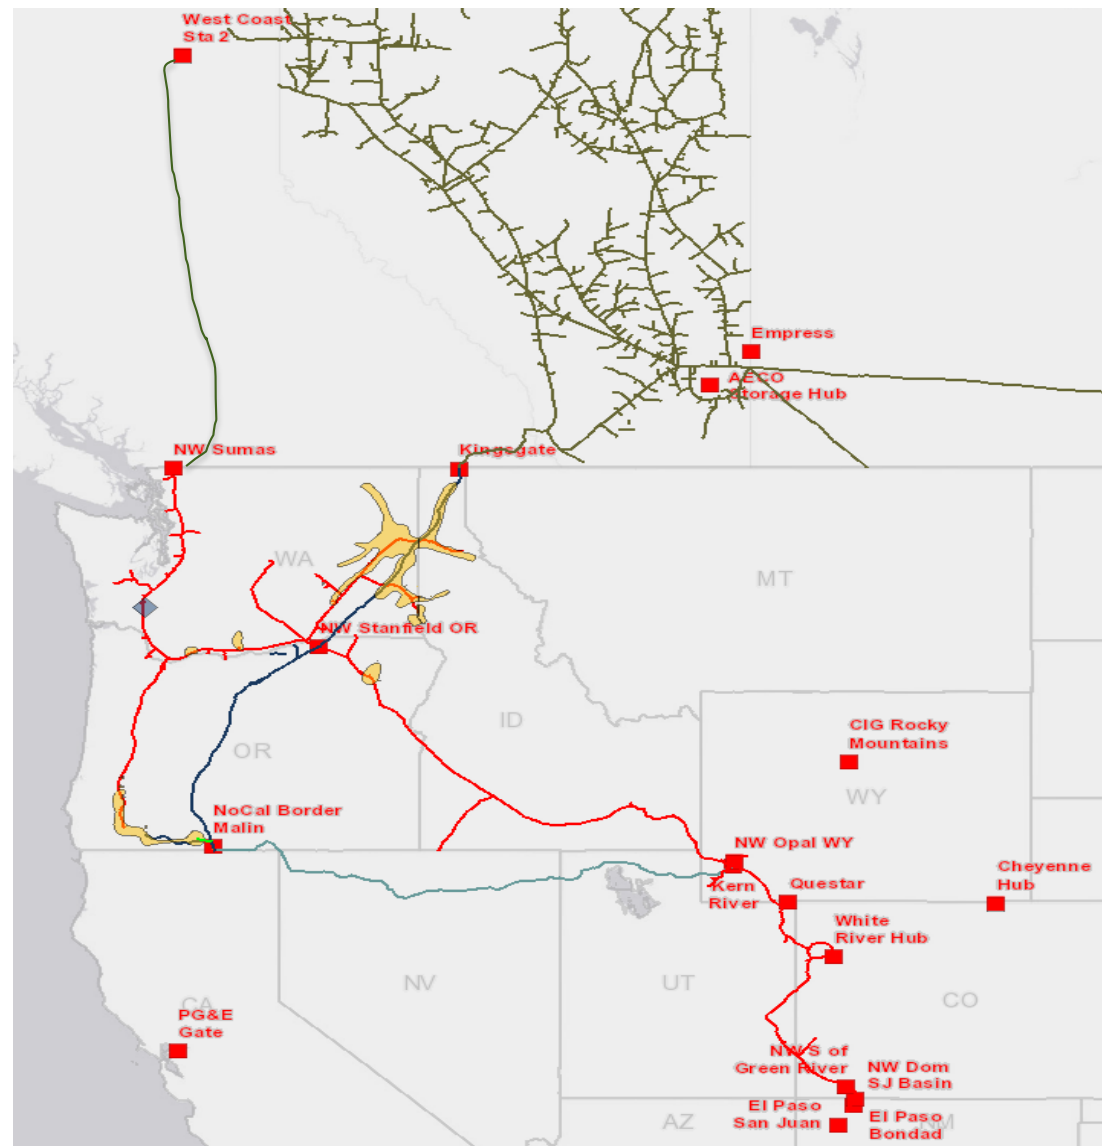 West Coast
Sta 2
Empress
AECO
Storage Hub
NW Sumas
Kingsgate
WA
MT
NW Stanfield OR
ID
CIG Rocky
Mountains
OR
WY
NoCal Border
Malin
NW Opal WY
Kern
River
Questar
Cheyenne
Hub
White
River Hub
NV
UT
CO
CA
PG&E
Gate
NW S of
Green River
NW Dom
SJ Basin
El Paso
San Juan
El Paso
Bondad
AZ
NM